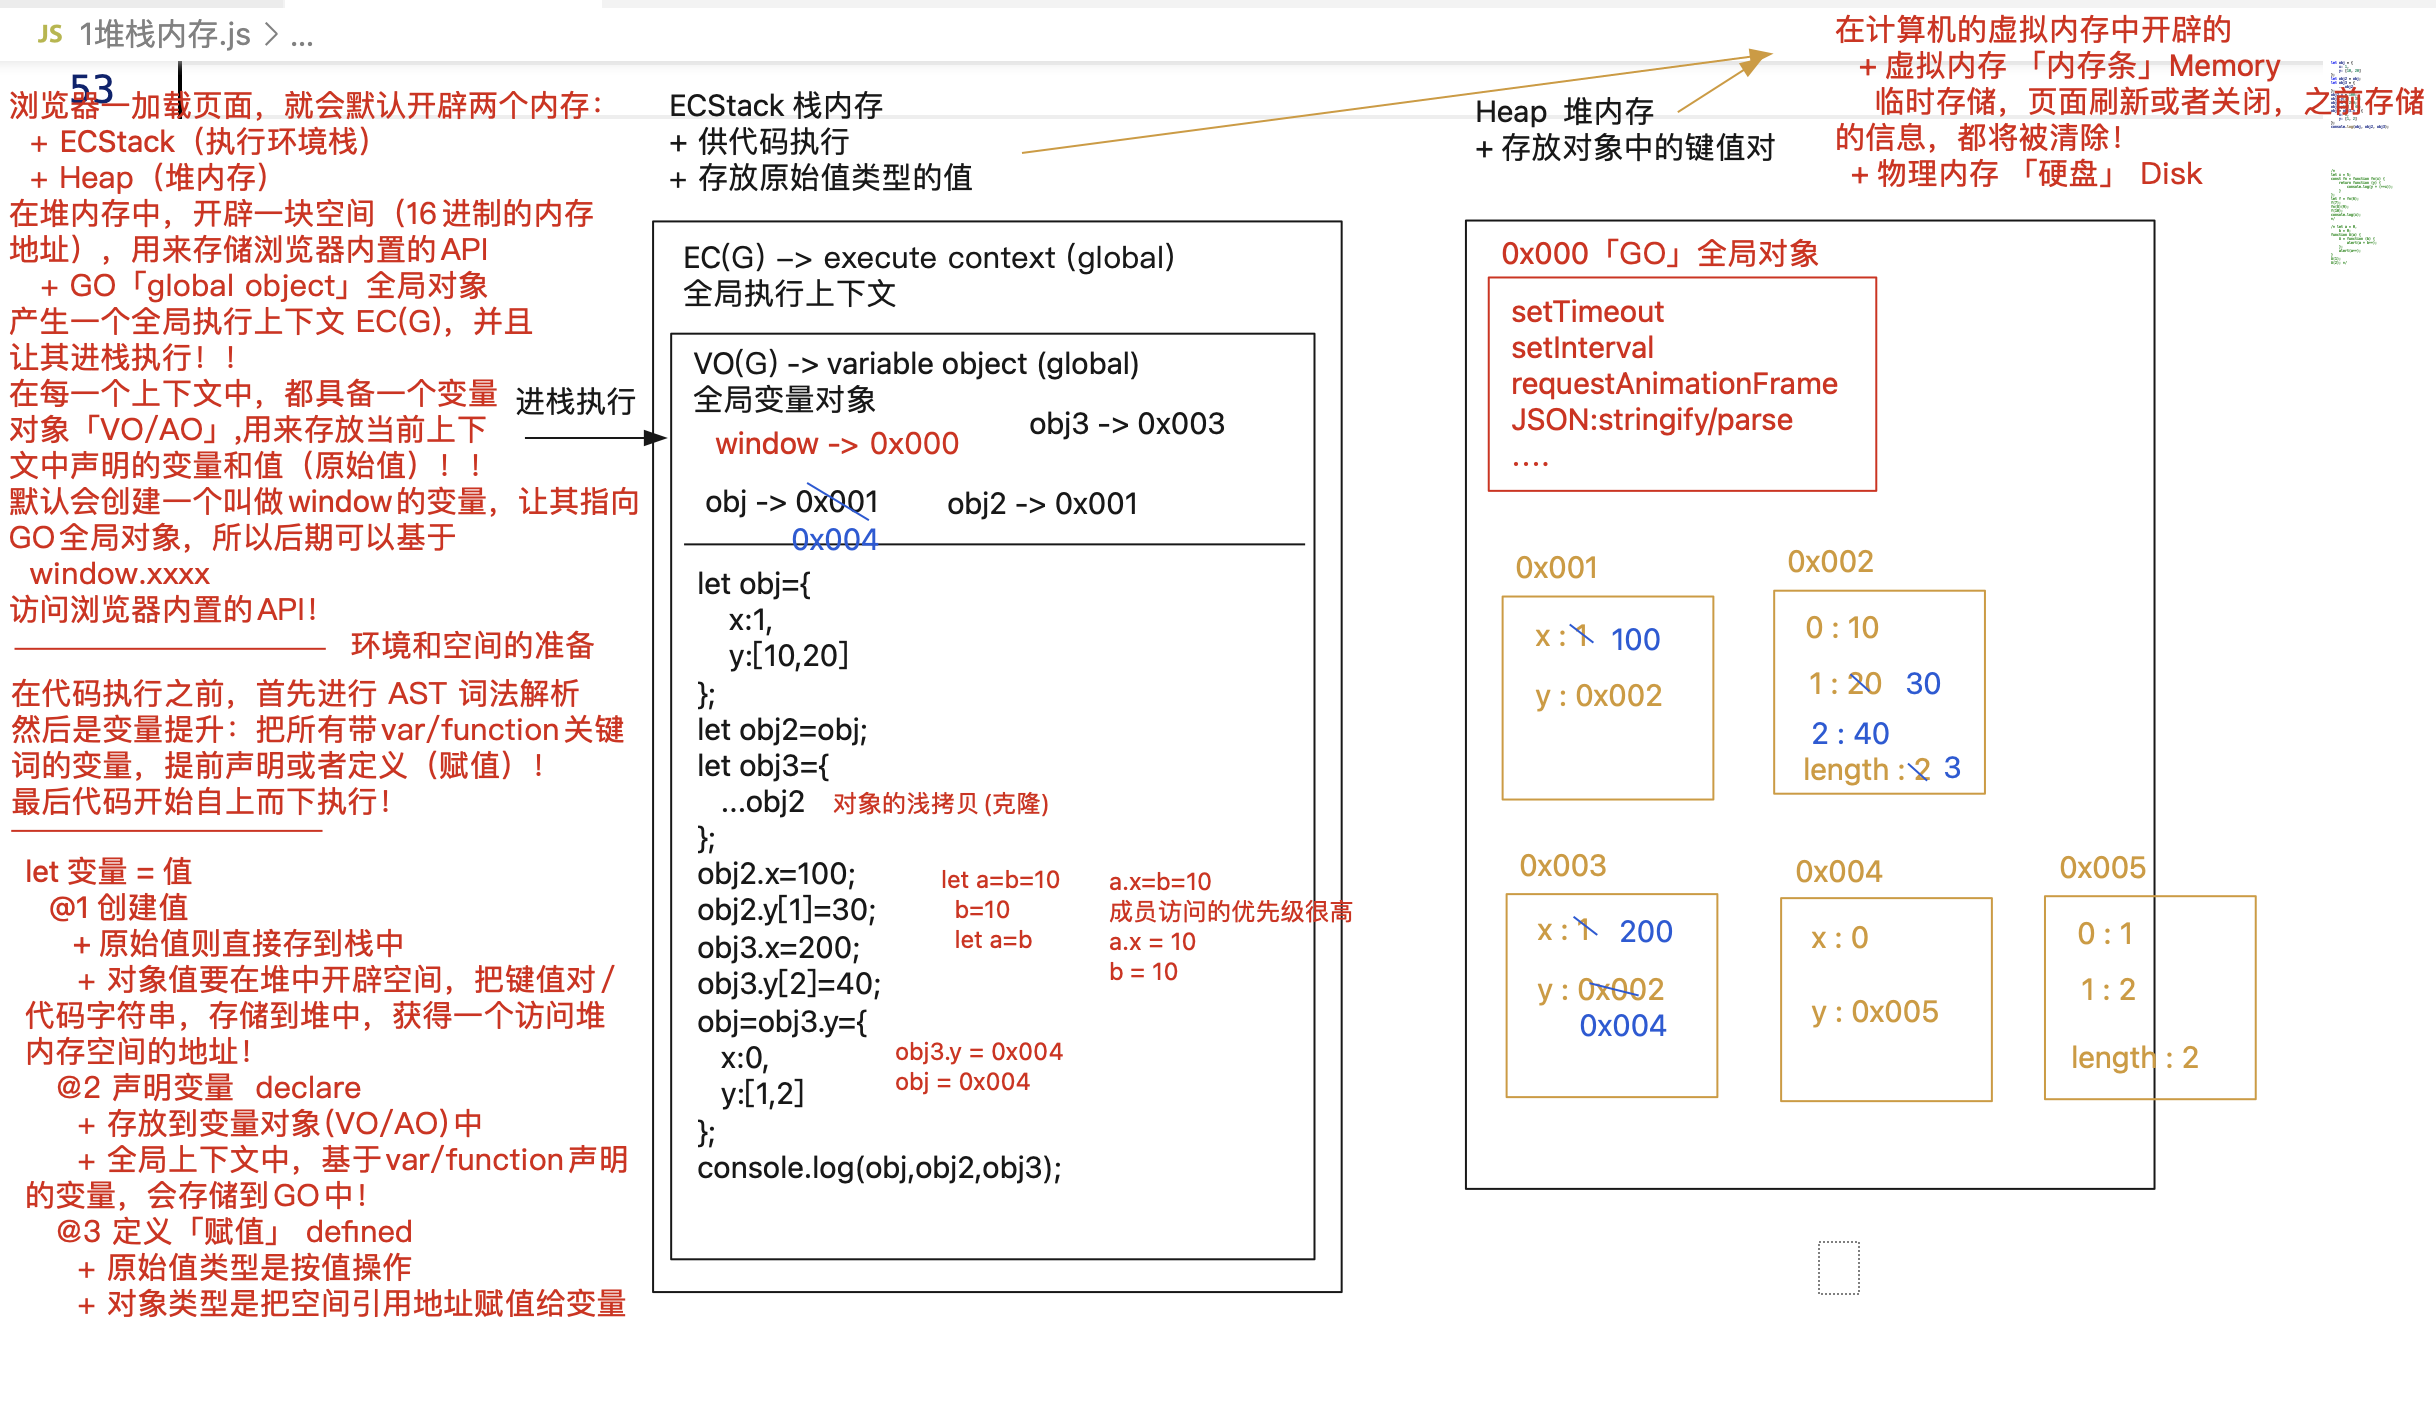 JS 1堆栈内存.js > ...
53
浏览器一加载页面，就会默认开辟两个内存：
+ ECStack（执行环境栈）
+ Heap（堆内存）
在堆内存中，开辟一块空间（16进制的内存
地址），用来存储浏览器内置的API
+ GO「global object」全局对象
产生一个全局执行上下文 EC(G)，并且
让其进栈执行！！
在每一个上下文中，都具备一个变量
对象「VO/AO」,用来存放当前上下
文中声明的变量和值（原始值）！！
默认会创建一个叫做window的变量，让其指向
GO全局对象，所以后期可以基于
window.xxxx
访问浏览器内置的API！
环境和空间的准备
在代码执行之前，首先进行 AST 词法解析
然后是变量提升：把所有带var/function关键
词的变量，提前声明或者定义（赋值）！
最后代码开始自上而下执行！
let 变量 = 值
@1 创建值
+ 原始值则直接存到栈中
+ 对象值要在堆中开辟空间，把键值对/
代码字符串，存储到堆中，获得一个访问堆
内存空间的地址！
@2 声明变量 declare
+ 存放到变量对象(VO/AO)中
+ 全局上下文中，基于var/function声明
的变量，会存储到GO中！
@3 定义「赋值」 defined
+ 原始值类型是按值操作
+ 对象类型是把空间引用地址赋值给变量
进栈执行
ECStack 栈内存
+ 供代码执行
+ 存放原始值类型的值
EC(G) –> execute context (global)
全局执行上下文
VO(G) -> variable object (global)
全局变量对象
window -> 0x000
obj3 -> 0x003
obj -> 0x001
0x004
obj2 -> 0x001
let obj={
x:1,
y:[10,20]
};
let obj2=obj;
let obj3={
...obj2 对象的浅拷贝(克隆)
};
obj2.x=100;
obj2.y[1]=30;
obj3.x=200;
obj3.y[2]=40;
obj=obj3.y={
x:0,
y:[1,2]
};
console.log(obj,obj2,obj3);
let a=b=10
b=10
let a=b
a.x=b=10
成员访问的优先级很高
a.x = 10
b = 10
obj3.y = 0x004
obj = 0x004
Heap 堆内存
+ 存放对象中的键值对
在计算机的虚拟内存中开辟的
+ 虚拟内存 「内存条」Memory
临时存储，页面刷新或者关闭，之前存储
的信息，都将被清除！
+ 物理内存 「硬盘」 Disk
0x000「GO」全局对象
setTimeout
setInterval
requestAnimationFrame
JSON:stringify/parse
....
0x001
x : 1 100
y : 0x002
0x002
0 : 10
1 : 20 30
2 : 40
length : 2 3
0x003
x : 1 200
y : 0x002
0x004
0x004
x : 0
y : 0x005
0x005
0 : 1
1 : 2
length : 2